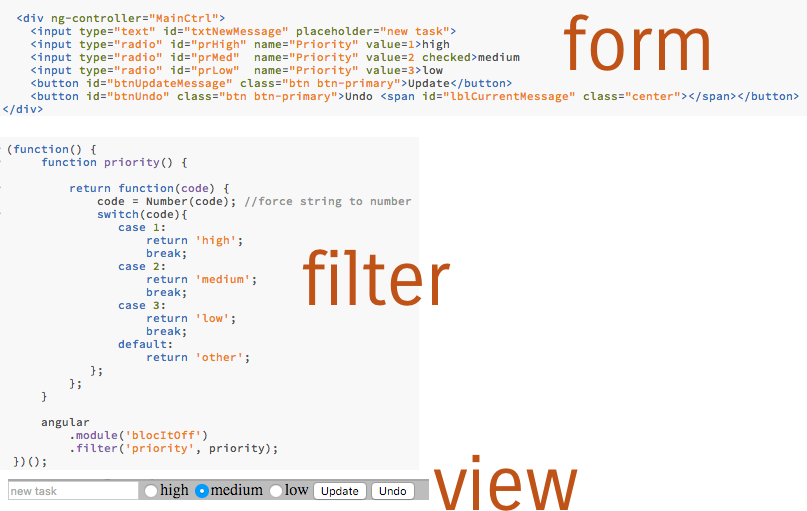 <div ng-controller="MainCtrl">
<input type="text" id="txtNewMessage" placeholder="new task">
<input type="radio" id="prHigh" name="Priority" value=1>high
<input type="radio" id="prMed"  name="Priority" value=2 checked>medium
<input type="radio" id="prLow"  name="Priority" value=3>low
<button id="btnUpdateMessage" class="btn btn-primary">Update</button>
<button id="btnUndo" class="btn btn-primary">Undo <span id="lblCurrentMessage" class="center"></span></button>
</div>
form
(function() {
function priority() {
return function(code) {
code = Number(code); //force string to number
switch(code){
case 1:
return 'high';
break;
case 2:
return 'medium';
break;
case 3:
return 'low';
break;
default:
return 'other';
};
};
}
angular
.module('blocItOff')
.filter('priority', priority);
})();
filter
new task high medium low Update Undo
view